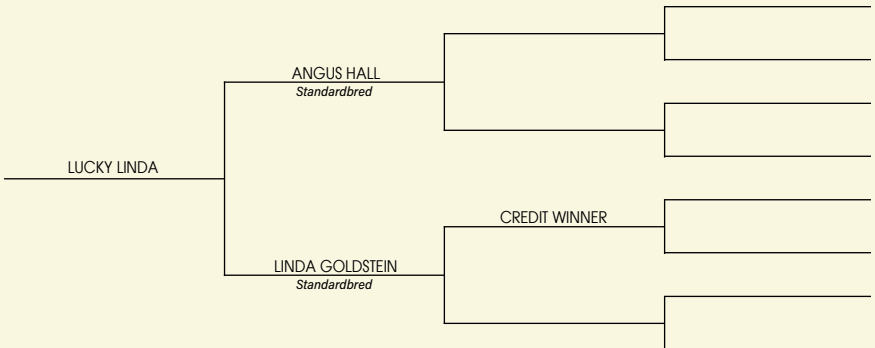 ANGUS HALL
Standardbred
LUCKY LINDA
CREDIT WINNER
LINDA GOLDSTEIN
Standardbred